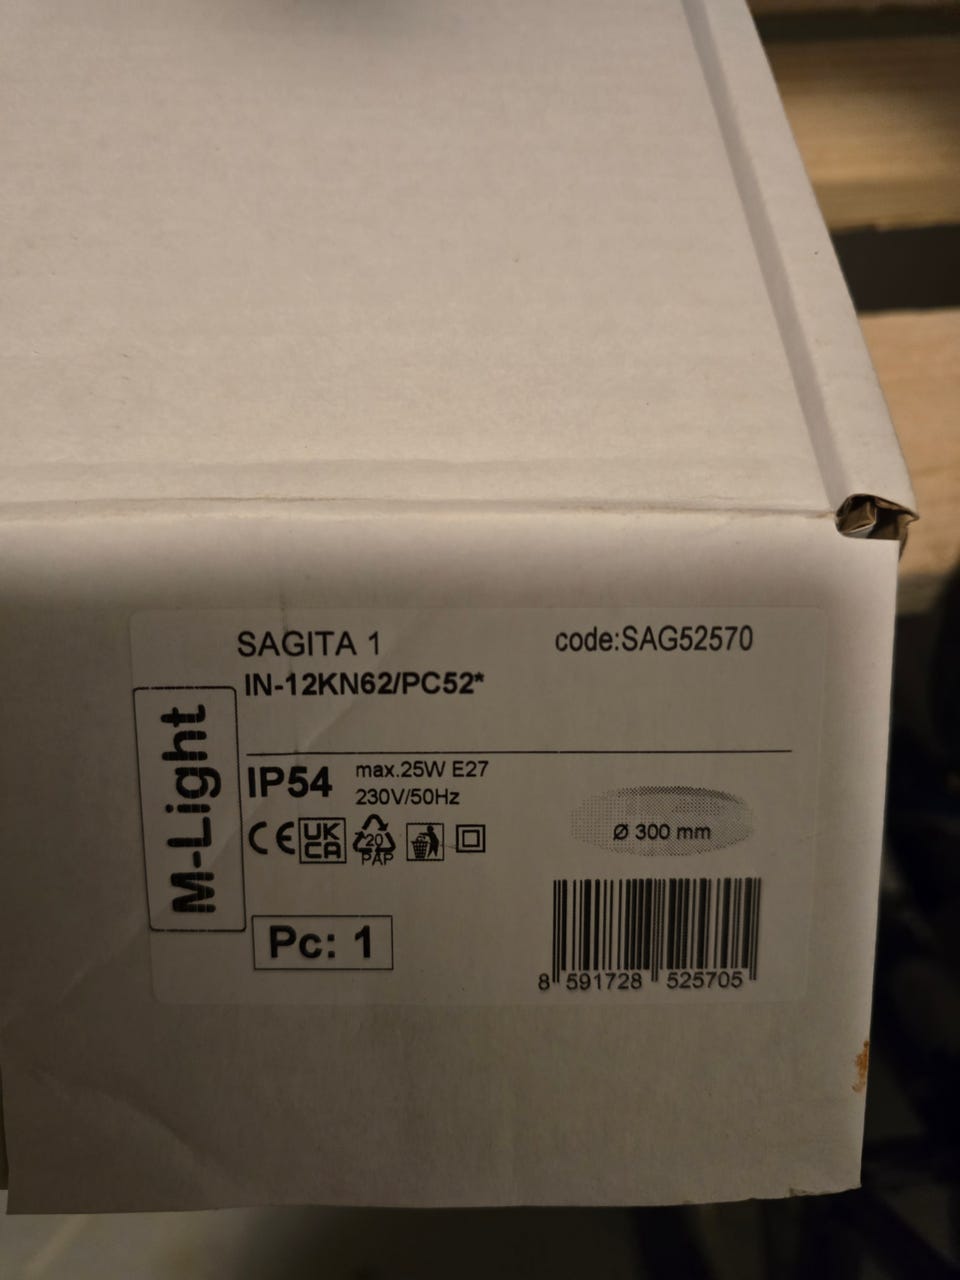 SAGITA 1
code:SAG52570
IN-12KN62/PC52*
M-Light
IP54
max.25W E27
230V/50Hz
CE
UK
CA
20
PAP
Ø 300 mm
Pc: 1
8 591728 525705